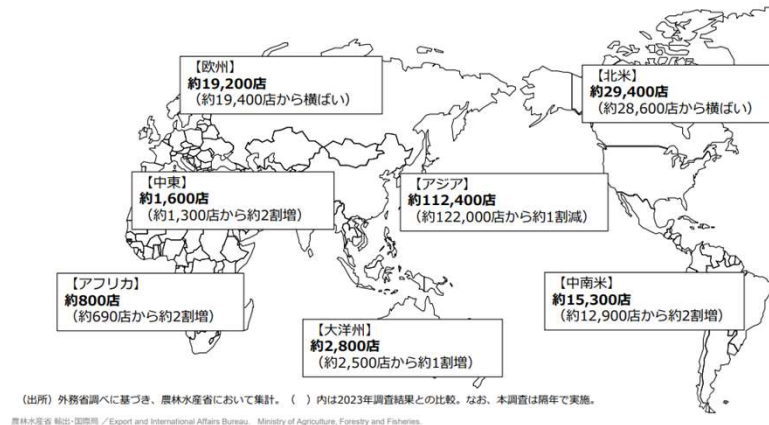 【欧州】
約19,200店
（約19,400店から横ばい）
【北米】
約29,400店
（約28,600店から横ばい）
【中東】
約1,600店
（約1,300店から約2割増）
【アジア】
約112,400店
（約122,000店から約1割減）
【アフリカ】
約800店
（約690店から約2割増）
【中南米】
約15,300店
（約12,900店から約2割増）
【大洋州】
約2,800店
（約2,500店から約1割増）
（出所）外務省調べに基づき、農林水産省において集計。（　）内は2023年調査結果との比較。なお、本調査は隔年で実施。
農林水産省 輸出・国際局 ／Export and International Affairs Bureau.　Ministry of Agriculture, Forestry and Fisheries.